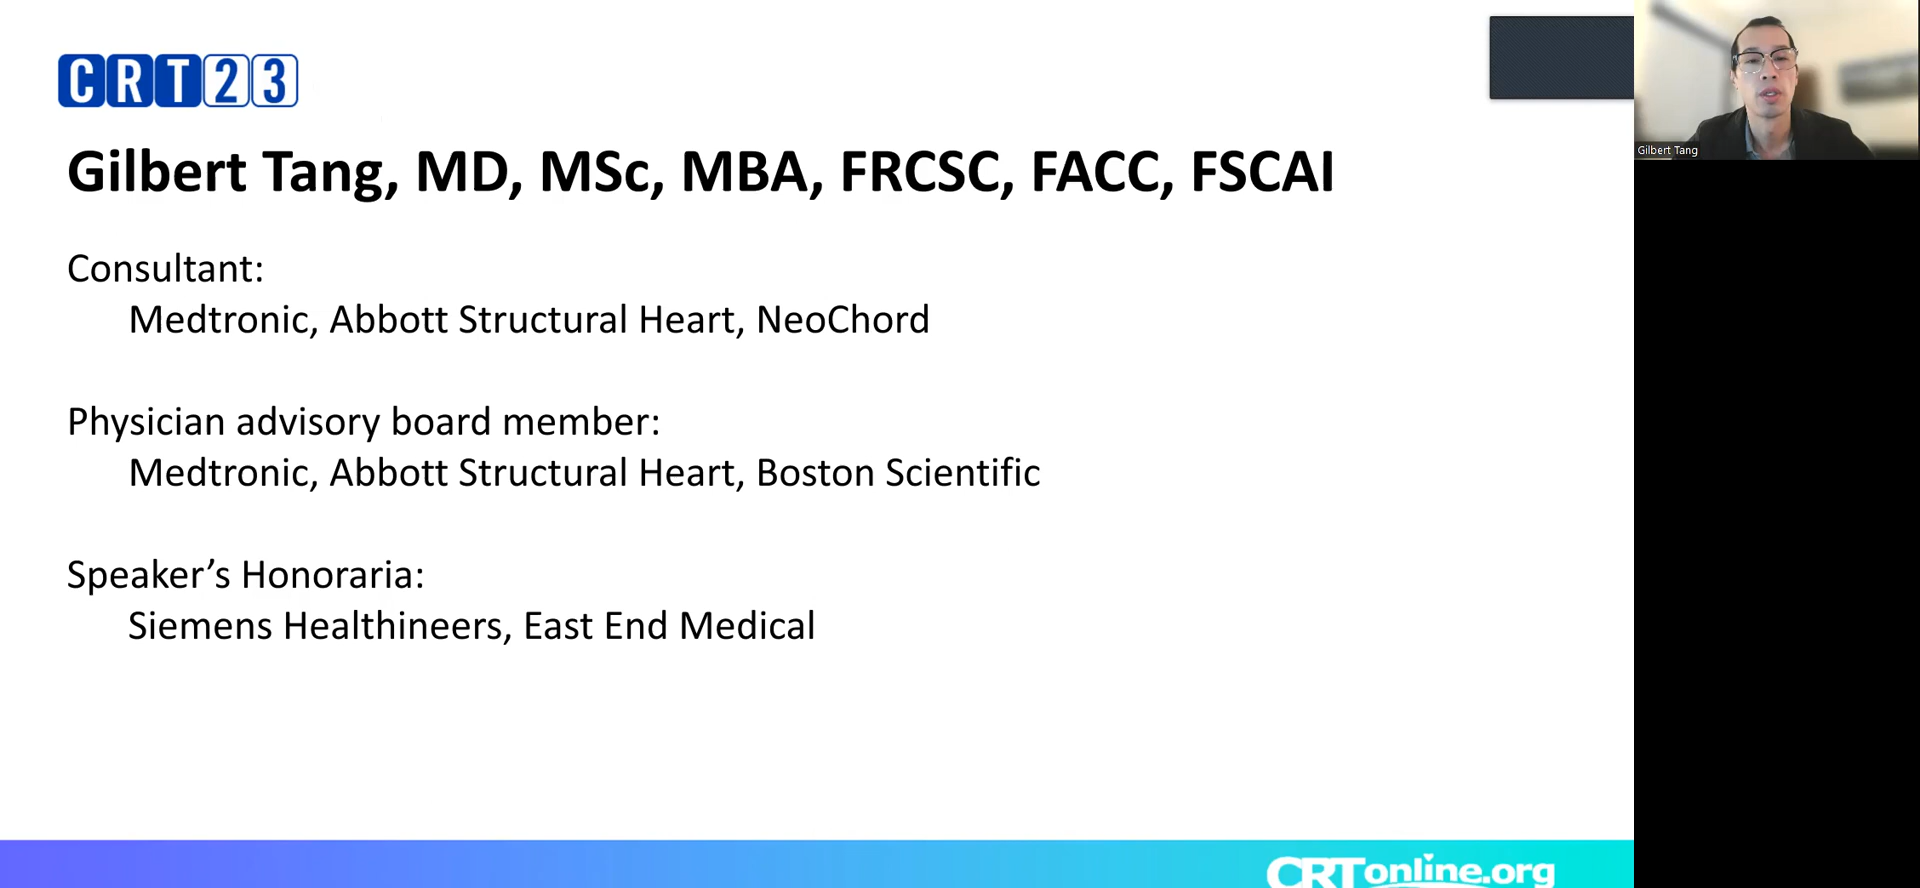 CRT23
Gilbert Tang, MD, MSc, MBA, FRCSC, FACC, FSCAI
Consultant:
Medtronic, Abbott Structural Heart, NeoChord
Physician advisory board member:
Medtronic, Abbott Structural Heart, Boston Scientific
Speaker’s Honoraria:
Siemens Healthineers, East End Medical
CRTonline.org
Gilbert Tang